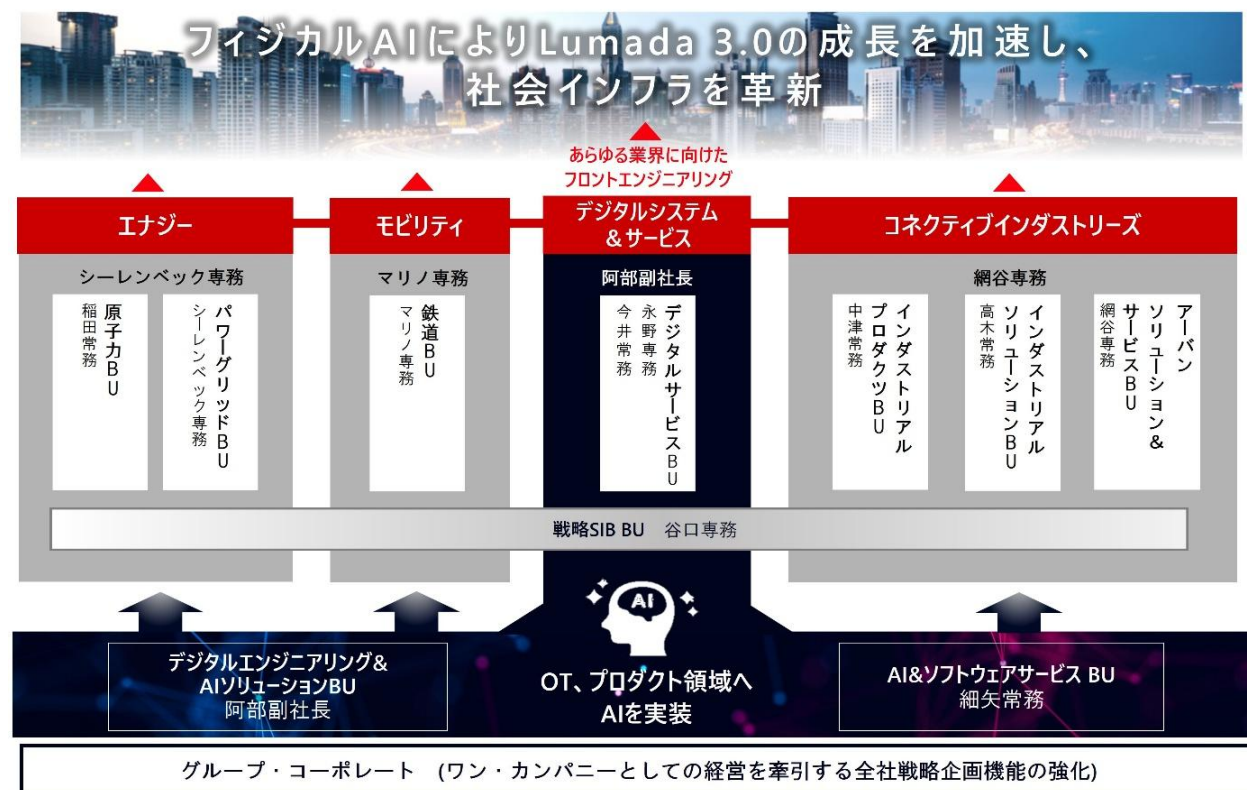 フィジカルAIによりLumada 3.0の成長を加速し、
社会インフラを革新
あらゆる業界に向けた
フロントエンジニアリング
エナジー
シーレンベック専務
原子力BU
稲田常務
パワーグリッドBU
シーレンベック専務
モビリティ
マリノ専務
鉄道BU
マリノ専務
デジタルシステム
&サービス
阿部副社長
デジタルサービスBU
永野専務
今井常務
コネクティブインダストリーズ
網谷専務
インダストリアル
プロダクツBU
中津常務
インダストリアル
ソリューションBU
高木常務
アーバン
ソリューション&
サービスBU
網谷専務
戦略SIB BU 谷口専務
デジタルエンジニアリング&
AIソリューションBU
阿部副社長
AI
OT、プロダクト領域へ
AIを実装
AI&ソフトウェアサービス BU
細矢常務
グループ・コーポレート (ワン・カンパニーとしての経営を牽引する全社戦略企画機能の強化)